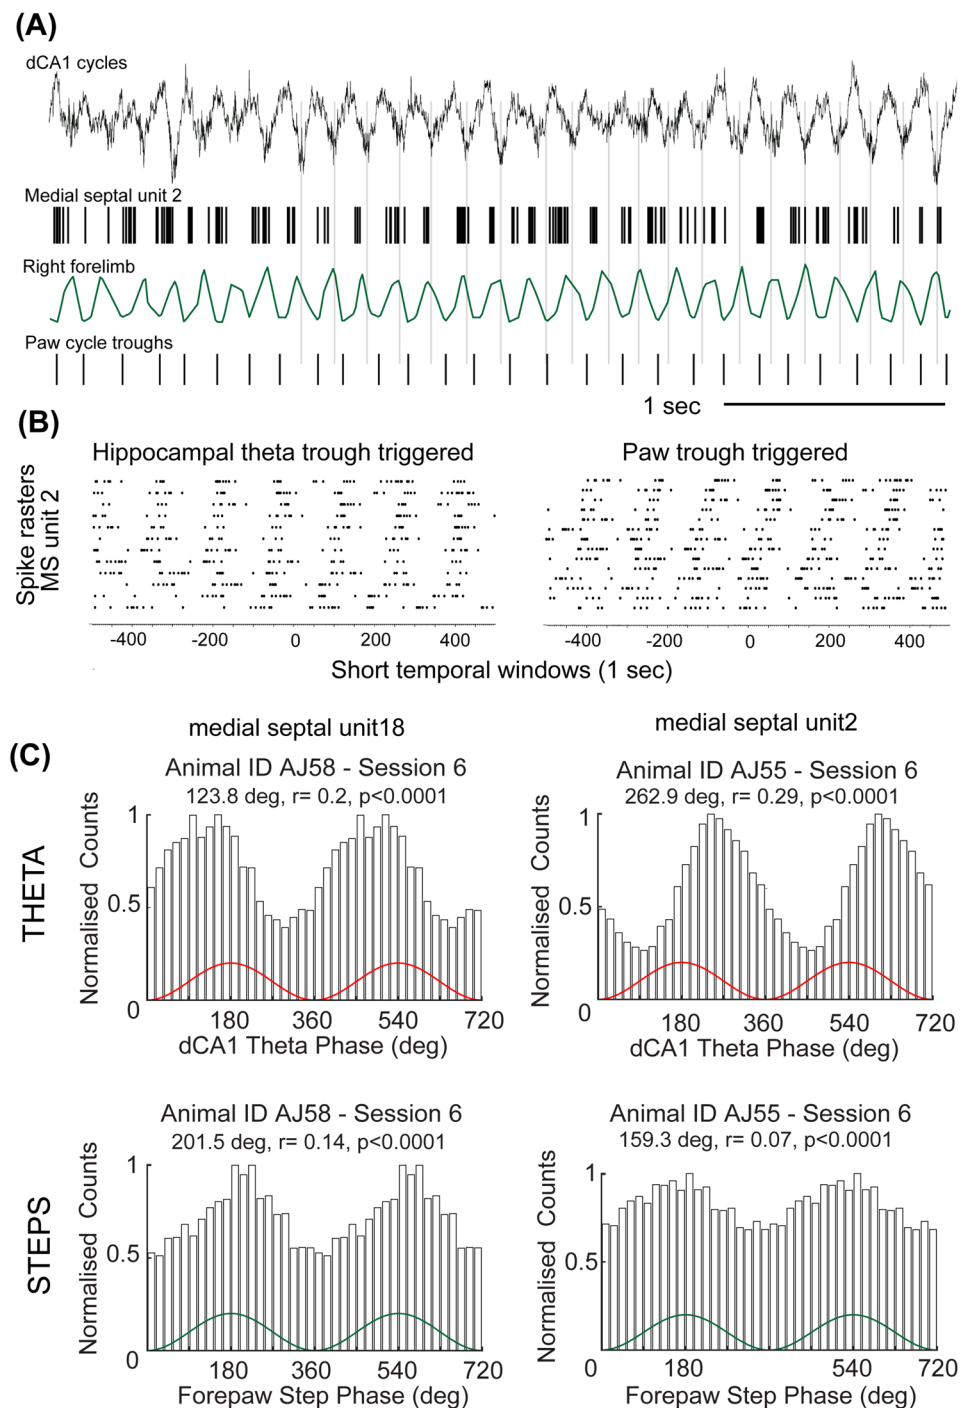 (A)
dCA1 cycles
Medial septal unit 2
Right forelimb
Paw cycle troughs
1 sec
(B)
Hippocampal theta trough triggered
Paw trough triggered
Spike rasters
MS unit 2
-400 -200 0 200 400
-400 -200 0 200 400
Short temporal windows (1 sec)
(C)
medial septal unit18
medial septal unit2
THETA
Animal ID AJ58 - Session 6
123.8 deg, r= 0.2, p<0.0001
Normalised Counts
1
0.5
0
180 360 540 720
dCA1 Theta Phase (deg)
Animal ID AJ55 - Session 6
262.9 deg, r= 0.29, p<0.0001
Normalised Counts
1
0.5
0
180 360 540 720
dCA1 Theta Phase (deg)
STEPS
Animal ID AJ58 - Session 6
201.5 deg, r= 0.14, p<0.0001
Normalised Counts
1
0.5
0
180 360 540 720
Forepaw Step Phase (deg)
Animal ID AJ55 - Session 6
159.3 deg, r= 0.07, p<0.0001
Normalised Counts
1
0.5
0 180 360 540 720
Forepaw Step Phase (deg)